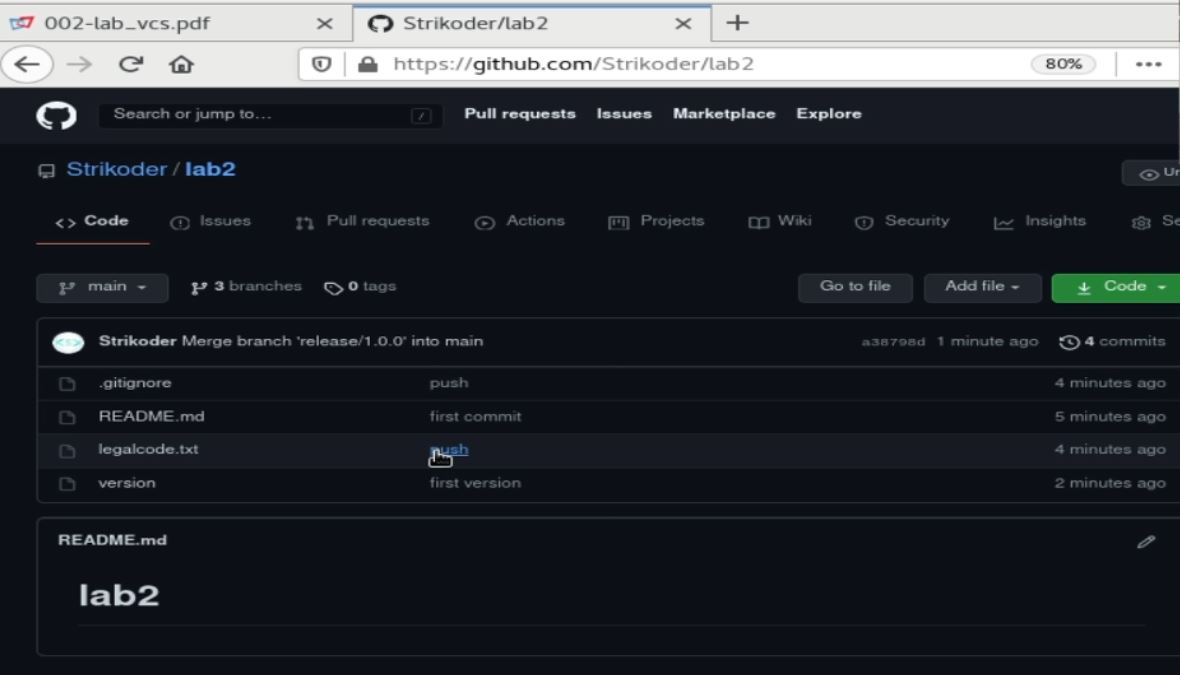 002-lab_vcs.pdf Strikoder/lab2
https://github.com/Strikoder/lab2 80%
Search or jump to... / Pull requests Issues Marketplace Explore
Strikoder / lab2
Code Issues Pull requests Actions Projects Wiki Security Insights Se
main 3 branches 0 tags Go to file Add file Code
Strikoder Merge branch 'release/1.0.0' into main a38798d 1 minute ago 4 commits
.gitignore push 4 minutes ago
README.md first commit 5 minutes ago
legalcode.txt push 4 minutes ago
version first version 2 minutes ago
README.md
lab2